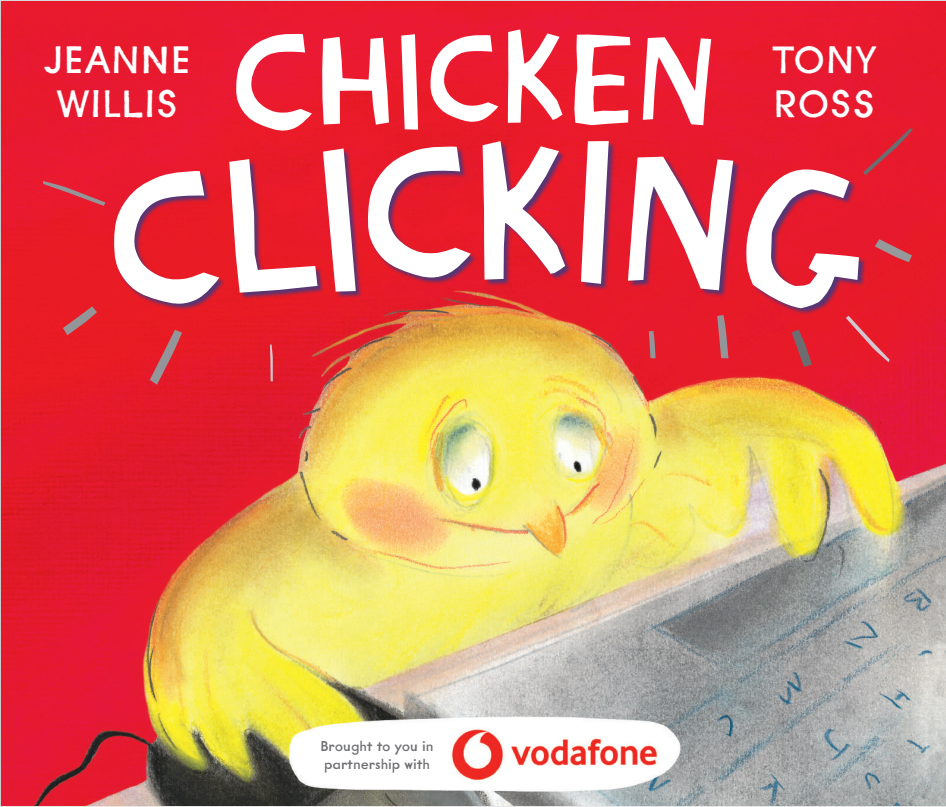 JEANNE
WILLIS
CHICKEN
TONY
ROSS
CLICKING
Brought to you in
partnership with
vodafone
B
N
M
H
J
K
U